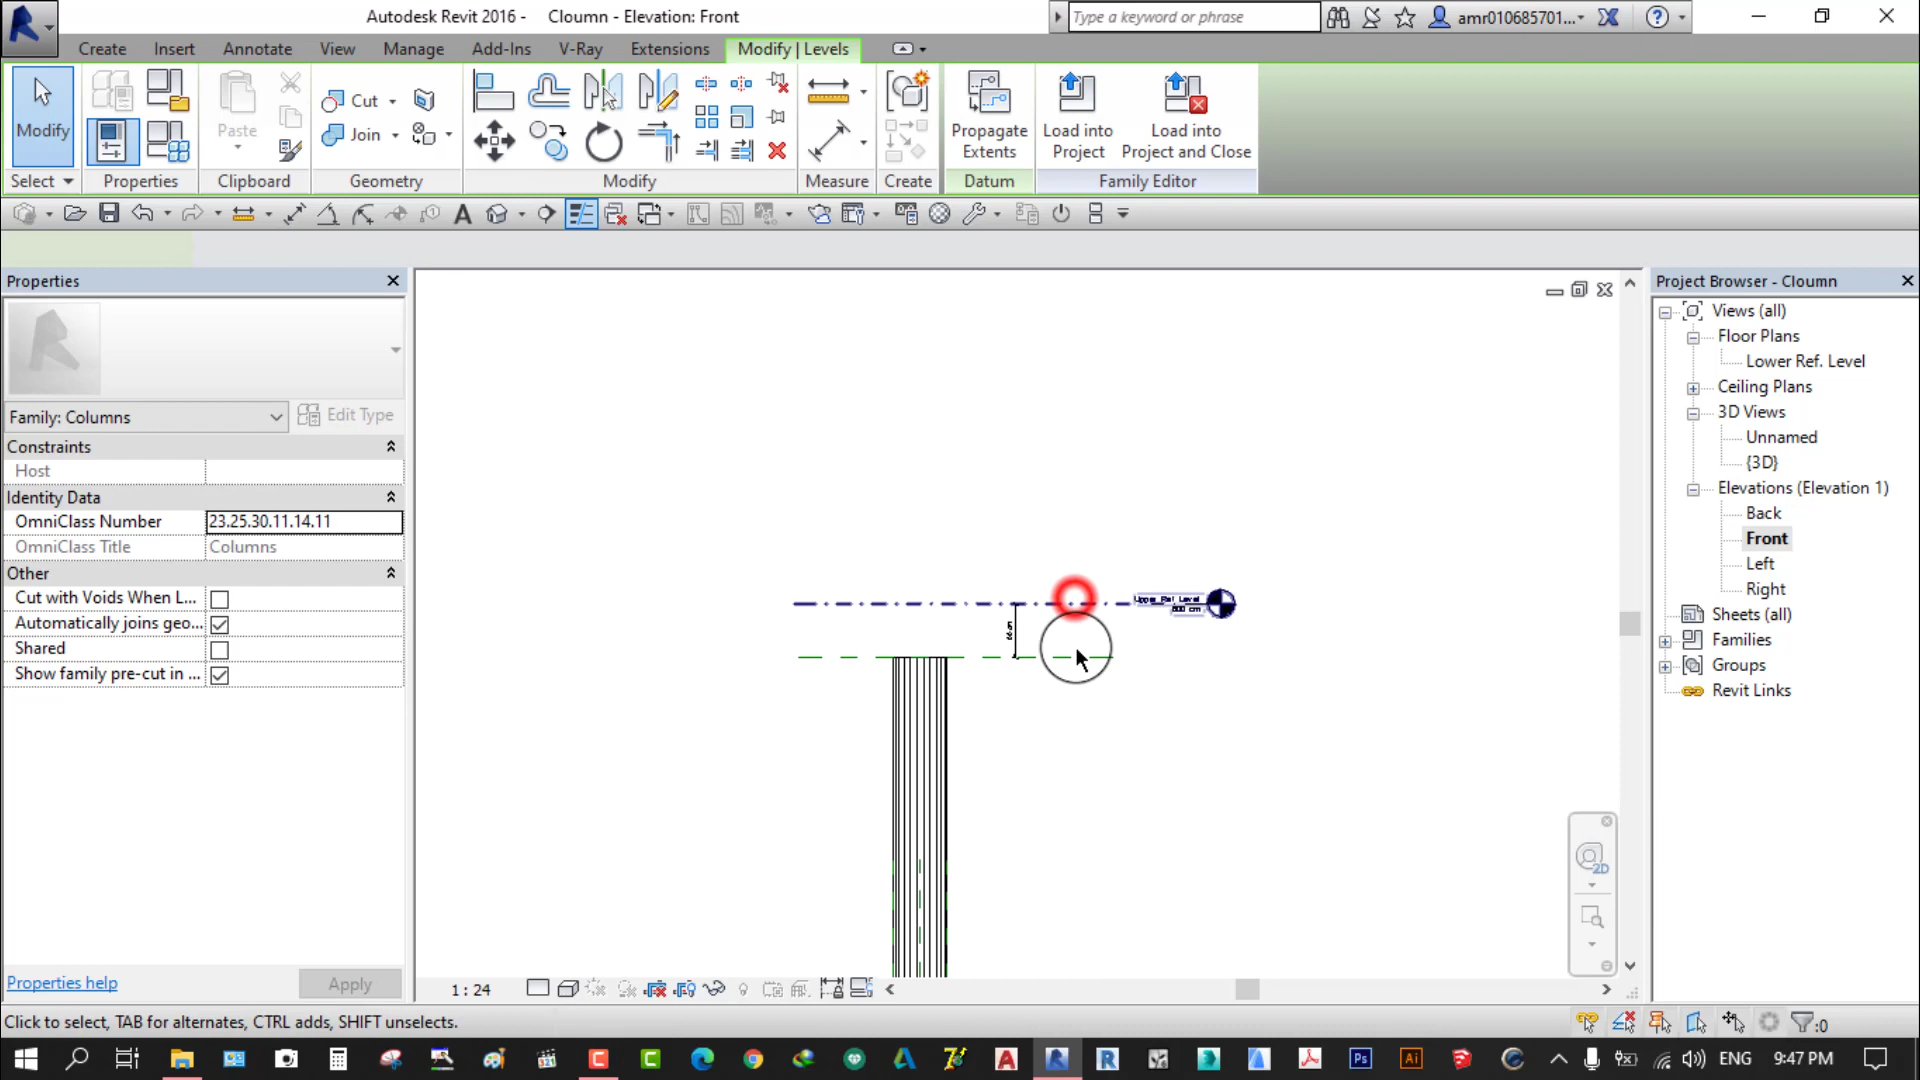 Autodesk Revit 2016 - Cloumn - Elevation: Front
Type a keyword or phrase
amr010685701...
Create Insert Annotate View Manage Add-Ins V-Ray Extensions Modify | Levels
Modify
Paste
Cut
Join
Propagate Extents
Load into Project
Load into Project and Close
Select Properties Clipboard Geometry Modify Measure Create Datum Family Editor
Properties
Family: Columns
Edit Type
Constraints
Host
Identity Data
OmniClass Number 23.25.30.11.14.11
OmniClass Title Columns
Other
Cut with Voids When L...
Automatically joins geo...
Shared
Show family pre-cut in ...
Properties help
Apply
Upper Ref. Level
2D
1 : 24
Project Browser - Cloumn
Views (all)
Floor Plans
Lower Ref. Level
Ceiling Plans
3D Views
Unnamed
{3D}
Elevations (Elevation 1)
Back
Front
Left
Right
Sheets (all)
Families
Groups
Revit Links
Click to select, TAB for alternates, CTRL adds, SHIFT unselects.
:0
ENG 9:47 PM